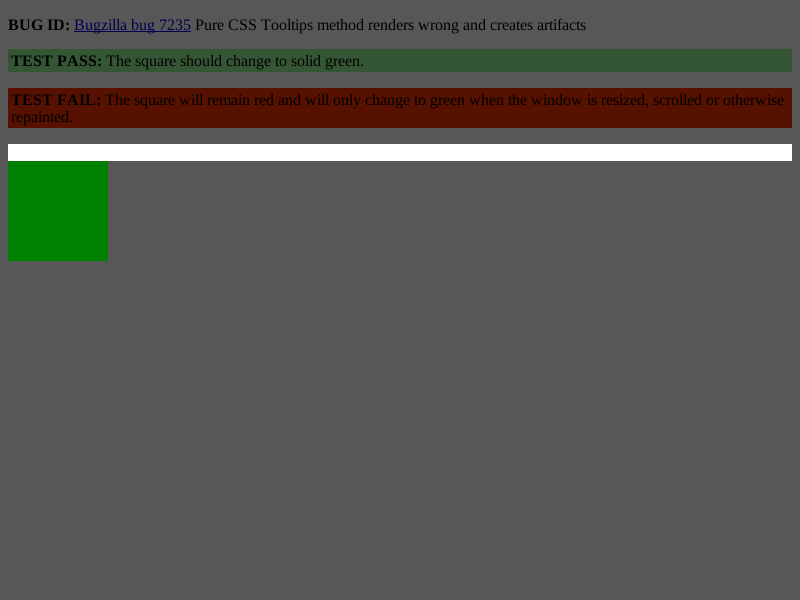 BUG ID: Bugzilla bug 7235 Pure CSS Tooltips method renders wrong and creates artifacts
TEST PASS: The square should change to solid green.
TEST FAIL: The square will remain red and will only change to green when the window is resized, scrolled or otherwise
repainted.